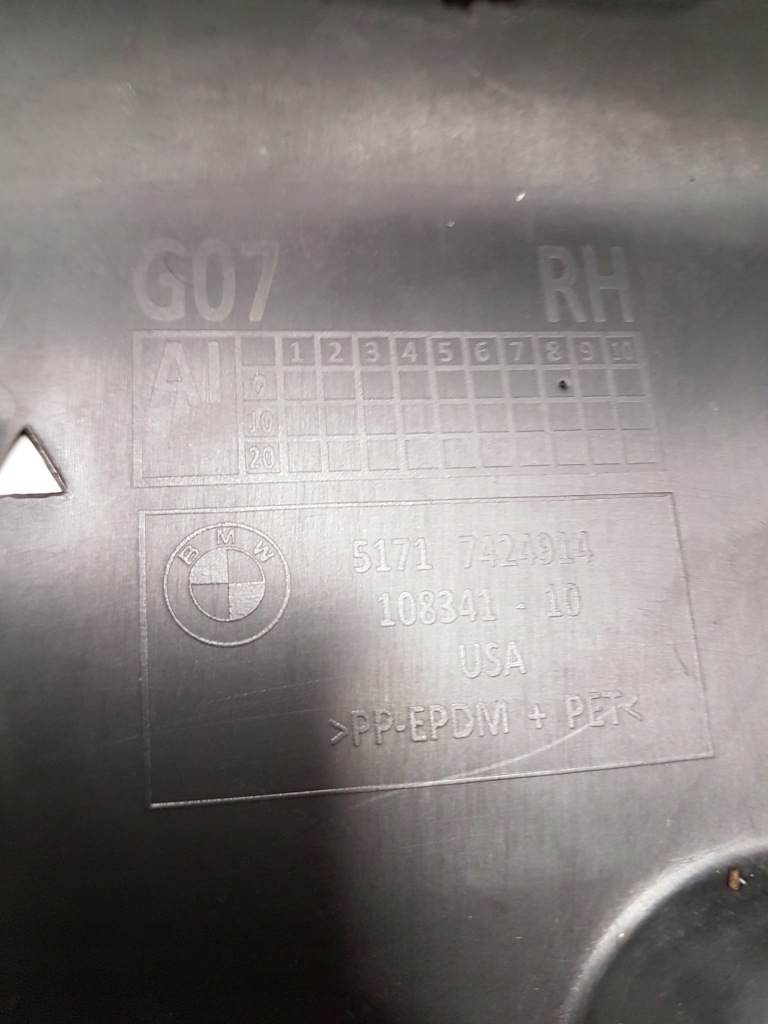 G07 RH
AI 1 2 3 4 5 6 7 8 9 10
0
10
20
BMW
5171 7424914
108341 - 10
USA
>PP-EPDM + PET<